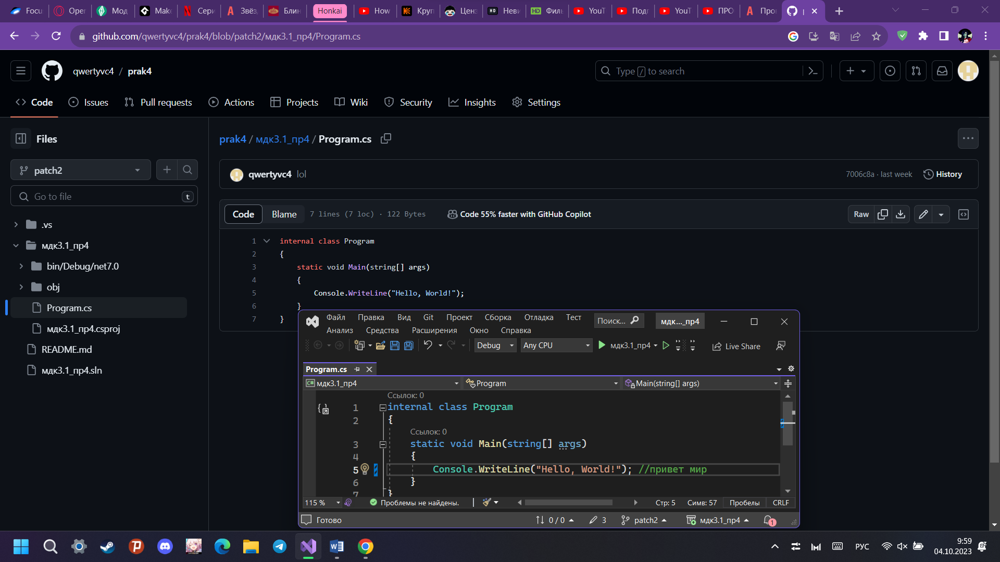 Focu
Oper
Мод
Make
Сери
Звёз
Блин
Honkai
How
Круп
Ценз
Неви
Филь
YouT
Подг
YouT
ПРО
Про
github.com/qwertyvc4/prak4/blob/patch2/мдк3.1_пр4/Program.cs
qwertyvc4 / prak4
Type / to search
Code
Issues
Pull requests
Actions
Projects
Wiki
Security
Insights
Settings
Files
prak4 / мдк3.1_пр4 / Program.cs
patch2
qwertyvc4 lol
7006c8a · last week
History
Go to file
t
Code
Blame
7 lines (7 loc) · 122 Bytes
Code 55% faster with GitHub Copilot
Raw
.vs
мдк3.1_пр4
bin/Debug/net7.0
obj
Program.cs
мдк3.1_пр4.csproj
README.md
мдк3.1_пр4.sln
1 internal class Program
2 {
3 static void Main(string[] args)
4 {
5 Console.WriteLine("Hello, World!");
6 }
7 }
Файл Правка Вид Git Проект Сборка Отладка Тест
Поиск...
мдк..._пр4
Анализ Средства Расширения Окно Справка
Debug
Any CPU
мдк3.1_пр4
Live Share
Program.cs
C# мдк3.1_пр4
Program
Main(string[] args)
Ссылок: 0
1 internal class Program
2 {
Ссылок: 0
3 static void Main(string[] args)
4 {
5 Console.WriteLine("Hello, World!"); //привет мир
6 }
7 }
115 %
Проблемы не найдены.
Стр: 5
Симв: 57
Пробелы
CRLF
Готово
0 / 0
3
patch2
мдк3.1_пр4
1
РУС
9:59
04.10.2023